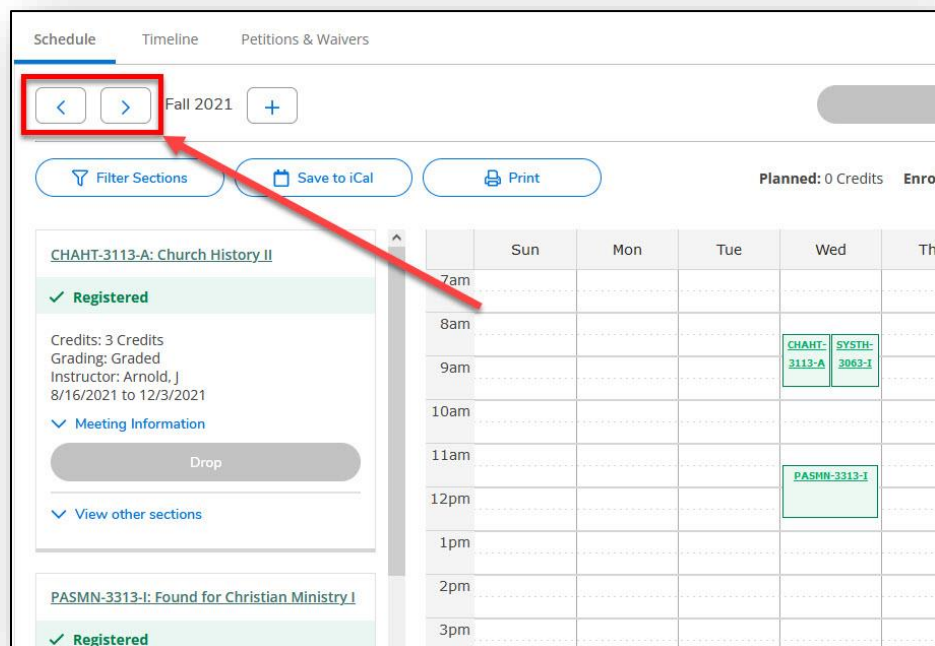 Schedule Timeline Petitions & Waivers
Fall 2021
Filter Sections Save to iCal Print Planned: 0 Credits Enro
CHAHT-3113-A: Church History II
Registered
Credits: 3 Credits
Grading: Graded
Instructor: Arnold, J
8/16/2021 to 12/3/2021
Meeting Information
Drop
View other sections
PASMN-3313-I: Found for Christian Ministry I
Registered
Sun Mon Tue Wed Th
7am
8am
CHAHT- SYSTH-
3113-A 3063-I
9am
10am
11am
PASMN-3313-I
12pm
1pm
2pm
3pm